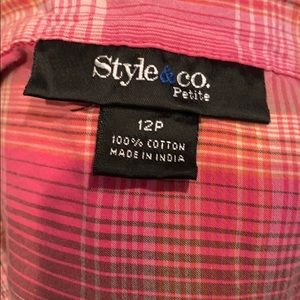 Style&co.
Petite
12P
100% COTTON
MADE IN INDIA